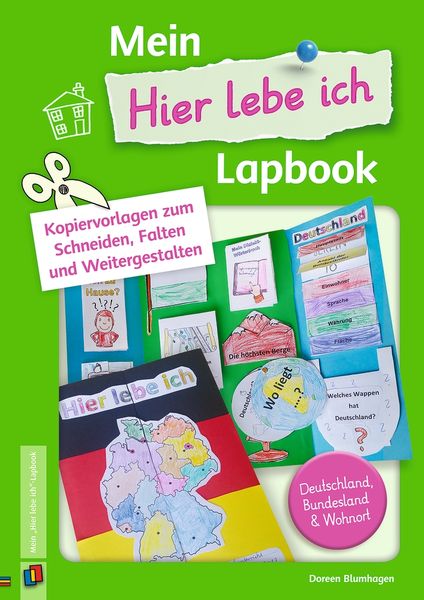 Mein
Hier lebe ich
Lapbook
Kopiervorlagen zum
Schneiden, Falten
und Weitergestalten
Deutschland
Hause?
Einwohner
Sprache
Währung
Fläche
Die höchsten Berge
Wo liegt
...?
Welches Wappen
hat
Deutschland?
Hier lebe ich
Deutschland,
Bundesland
& Wohnort
Mein „Hier lebe ich“-Lapbook
Doreen Blumhagen